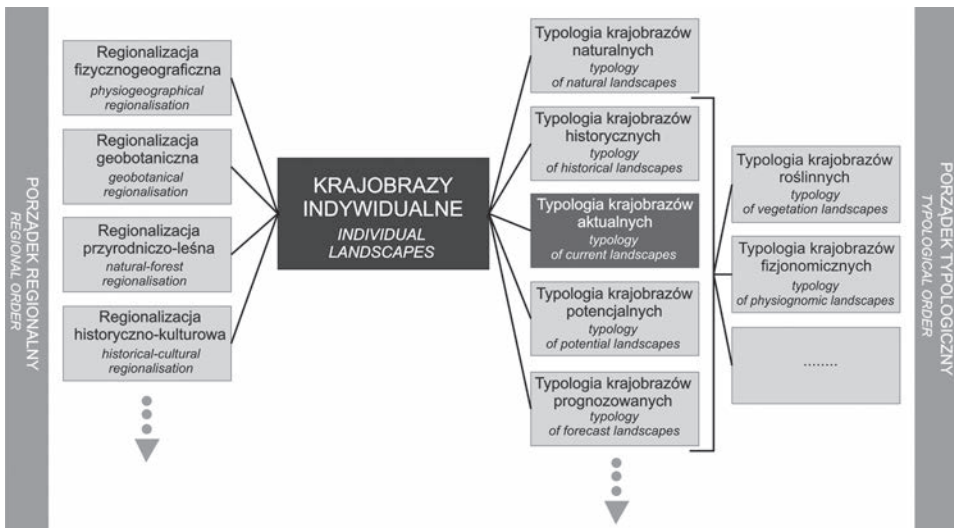 PORZĄDEK REGIONALNY
REGIONAL ORDER
Regionalizacja
fizycznogeograficzna
physiogeographical
regionalisation
Regionalizacja
geobotaniczna
geobotanical
regionalisation
Regionalizacja
przyrodniczo-leśna
natural-forest
regionalisation
Regionalizacja
historyczno-kulturowa
historical-cultural
regionalisation
KRAJOBRAZY
INDYWIDUALNE
INDIVIDUAL
LANDSCAPES
Typologia krajobrazów
naturalnych
typology
of natural landscapes
Typologia krajobrazów
historycznych
typology
of historical landscapes
Typologia krajobrazów
aktualnych
typology
of current landscapes
Typologia krajobrazów
potencjalnych
typology
of potential landscapes
Typologia krajobrazów
prognozowanych
typology
of forecast landscapes
Typologia krajobrazów
roślinnych
typology
of vegetation landscapes
Typologia krajobrazów
fizjonomicznych
typology
of physiognomic landscapes
........
PORZĄDEK TYPOLOGICZNY
TYPOLOGICAL ORDER